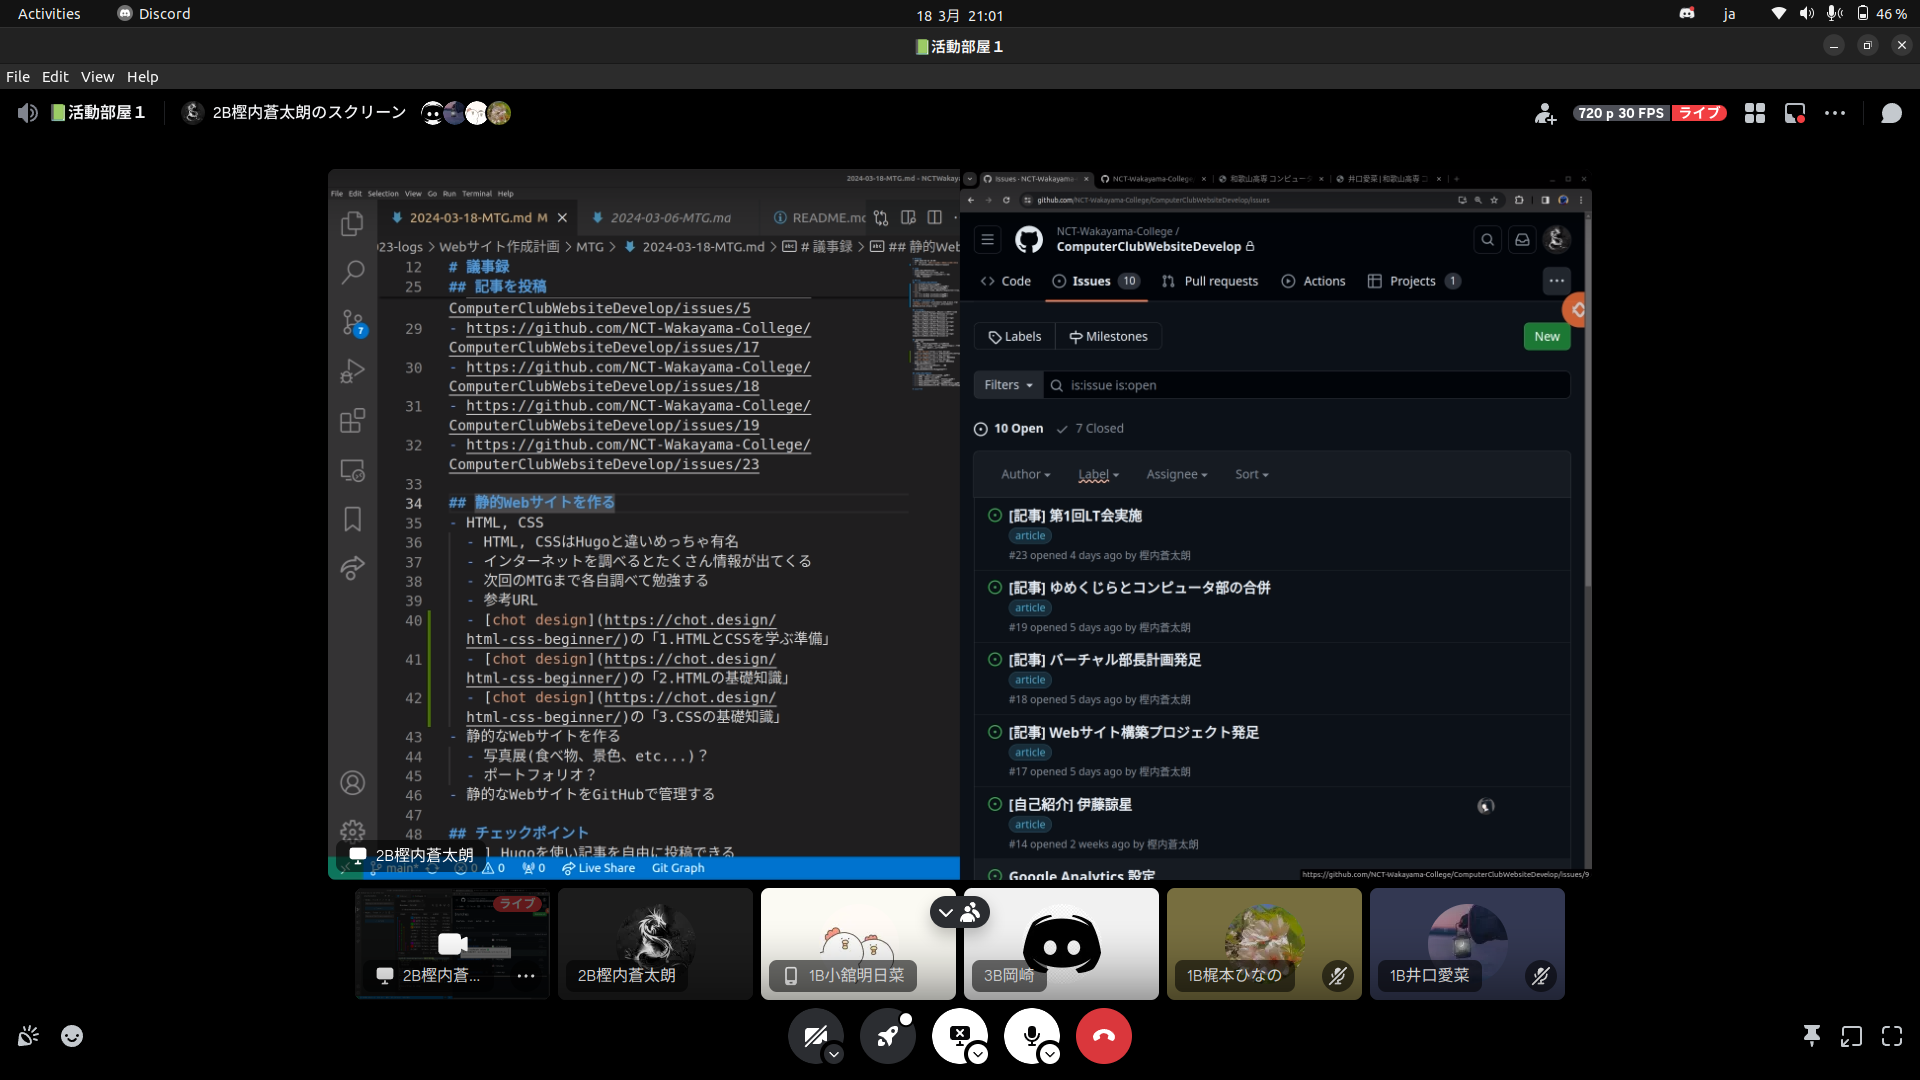 Activities
Discord
18 3月 21:01
ja
46 %
📗活動部屋１
File Edit View Help
📗活動部屋１
2B樫内蒼太朗のスクリーン
720 p 30 FPS ライブ
2024-03-18-MTG.md - NCTWakaya
File Edit Selection View Go Run Terminal Help
2024-03-18-MTG.md M
2024-03-06-MTG.md
README.mc
23-logs > Webサイト作成計画 > MTG > 2024-03-18-MTG.md > # 議事録 > ## 静的Web
12 # 議事録
25 ## 記事を投稿
ComputerClubWebsiteDevelop/issues/5
29 - https://github.com/NCT-Wakayama-College/
ComputerClubWebsiteDevelop/issues/17
30 - https://github.com/NCT-Wakayama-College/
ComputerClubWebsiteDevelop/issues/18
31 - https://github.com/NCT-Wakayama-College/
ComputerClubWebsiteDevelop/issues/19
32 - https://github.com/NCT-Wakayama-College/
ComputerClubWebsiteDevelop/issues/23
33
34 ## 静的Webサイトを作る
35 - HTML, CSS
36 - HTML, CSSはHugoと違いめっちゃ有名
37 - インターネットを調べるとたくさん情報が出てくる
38 - 次回のMTGまで各自調べて勉強する
39 - 参考URL
40 - [chot design](https://chot.design/
html-css-beginner/)の「1.HTMLとCSSを学ぶ準備」
41 - [chot design](https://chot.design/
html-css-beginner/)の「2.HTMLの基礎知識」
42 - [chot design](https://chot.design/
html-css-beginner/)の「3.CSSの基礎知識」
43 - 静的なWebサイトを作る
44 - 写真展(食べ物、景色、etc...)？
45 - ポートフォリオ？
46 - 静的なWebサイトをGitHubで管理する
47
48 ## チェックポイント
] Hugoを使い記事を自由に投稿できる
7
main* 0 0 0 Live Share Git Graph
2B樫内蒼太朗
Issues · NCT-Wakayama-
NCT-Wakayama-College
和歌山高専 コンピュータ
井口愛菜 | 和歌山高専 コ
github.com/NCT-Wakayama-College/ComputerClubWebsiteDevelop/issues
NCT-Wakayama-College /
ComputerClubWebsiteDevelop
Code
Issues 10
Pull requests
Actions
Projects 1
Labels
Milestones
New
Filters
is:issue is:open
10 Open
7 Closed
Author
Label
Assignee
Sort
[記事] 第1回LT会実施
article
#23 opened 4 days ago by 樫内蒼太朗
[記事] ゆめくじらとコンピュータ部の合併
article
#19 opened 5 days ago by 樫内蒼太朗
[記事] バーチャル部長計画発足
article
#18 opened 5 days ago by 樫内蒼太朗
[記事] Webサイト構築プロジェクト発足
article
#17 opened 5 days ago by 樫内蒼太朗
[自己紹介] 伊藤諒星
article
#14 opened 2 weeks ago by 樫内蒼太朗
Google Analytics 設定
https://github.com/NCT-Wakayama-College/ComputerClubWebsiteDevelop/issues/9
ライブ
2B樫内蒼...
2B樫内蒼太朗
1B小舘明日菜
3B岡崎
1B梶本ひなの
1B井口愛菜